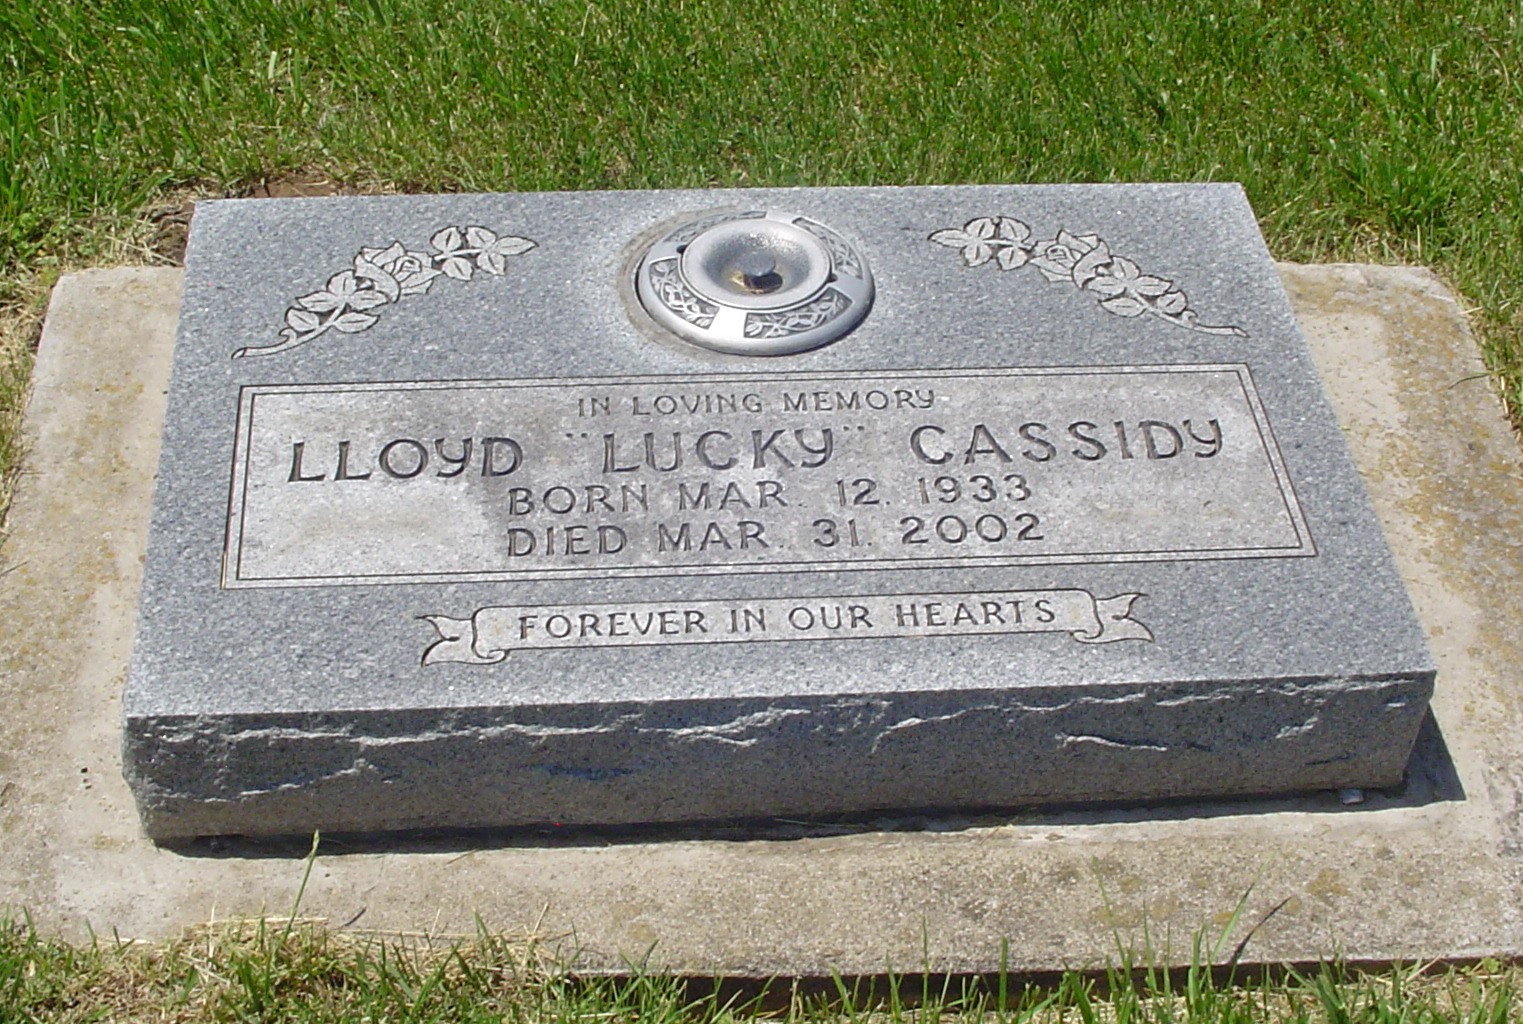 IN LOVING MEMORY
LLOYD "LUCKY" CASSIDY
BORN MAR. 12. 1933
DIED MAR. 31. 2002
FOREVER IN OUR HEARTS